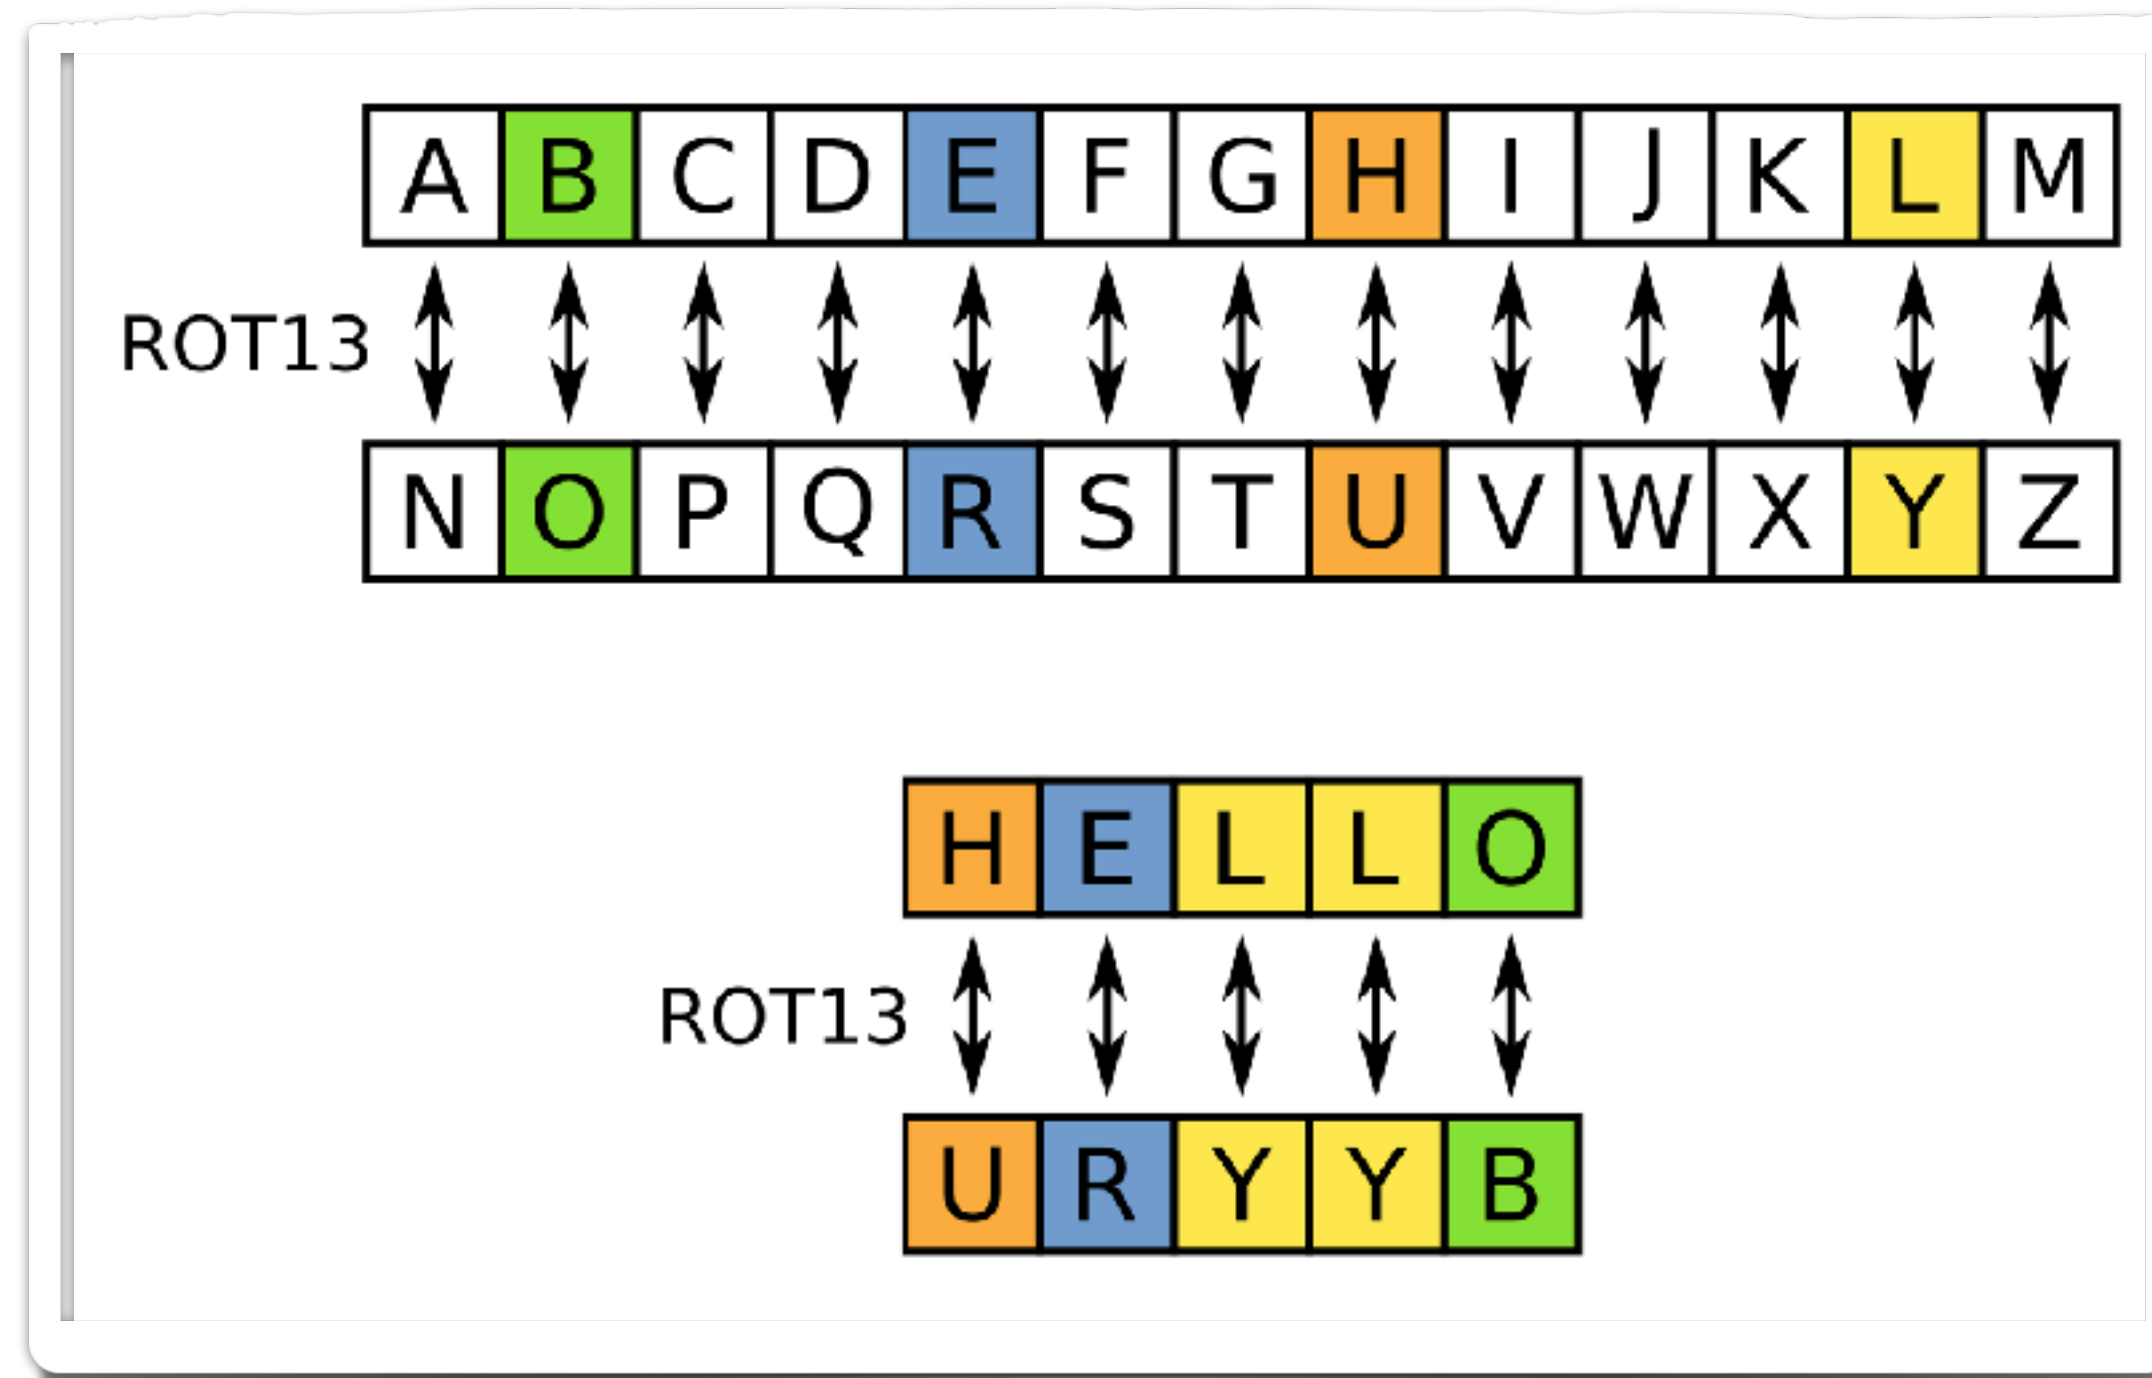 A B C D E F G H I J K L M
ROT13
N O P Q R S T U V W X Y Z
H E L L O
ROT13
U R Y Y B